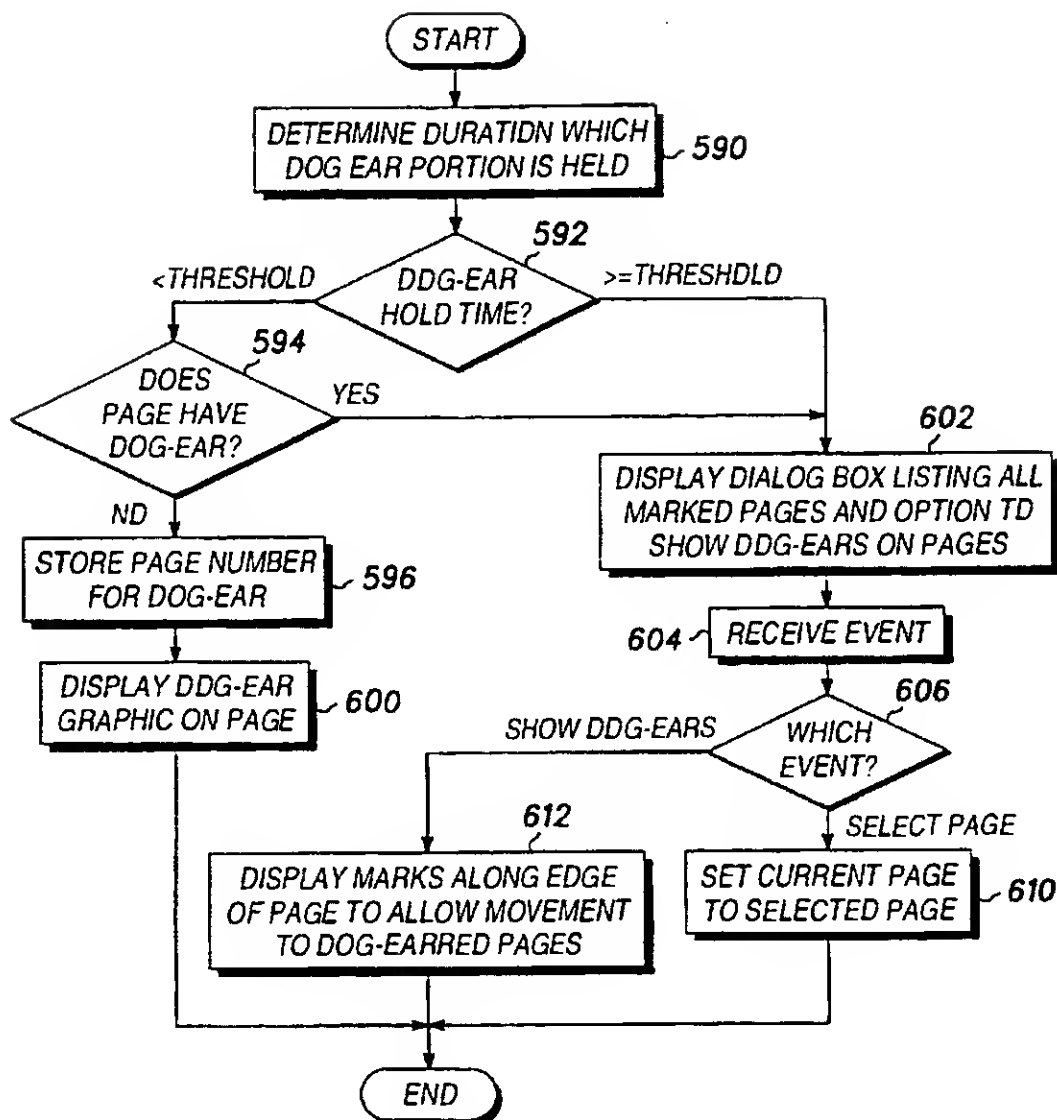 START
DETERMINE DURATIDN WHICH
DOG EAR PORTION IS HELD
590
592
DDG-EAR
HOLD TIME?
<THRESHOLD
>=THRESHDLD
594
DOES
PAGE HAVE
DOG-EAR?
YES
ND
602
DISPLAY DIALOG BOX LISTING ALL
MARKED PAGES AND OPTION TD
SHOW DDG-EARS ON PAGES
STORE PAGE NUMBER
FOR DOG-EAR
596
604
RECEIVE EVENT
DISPLAY DDG-EAR
GRAPHIC ON PAGE
600
606
SHOW DDG-EARS
WHICH
EVENT?
SELECT PAGE
612
DISPLAY MARKS ALONG EDGE
OF PAGE TO ALLOW MOVEMENT
TO DOG-EARRED PAGES
SET CURRENT PAGE
TO SELECTED PAGE
610
END